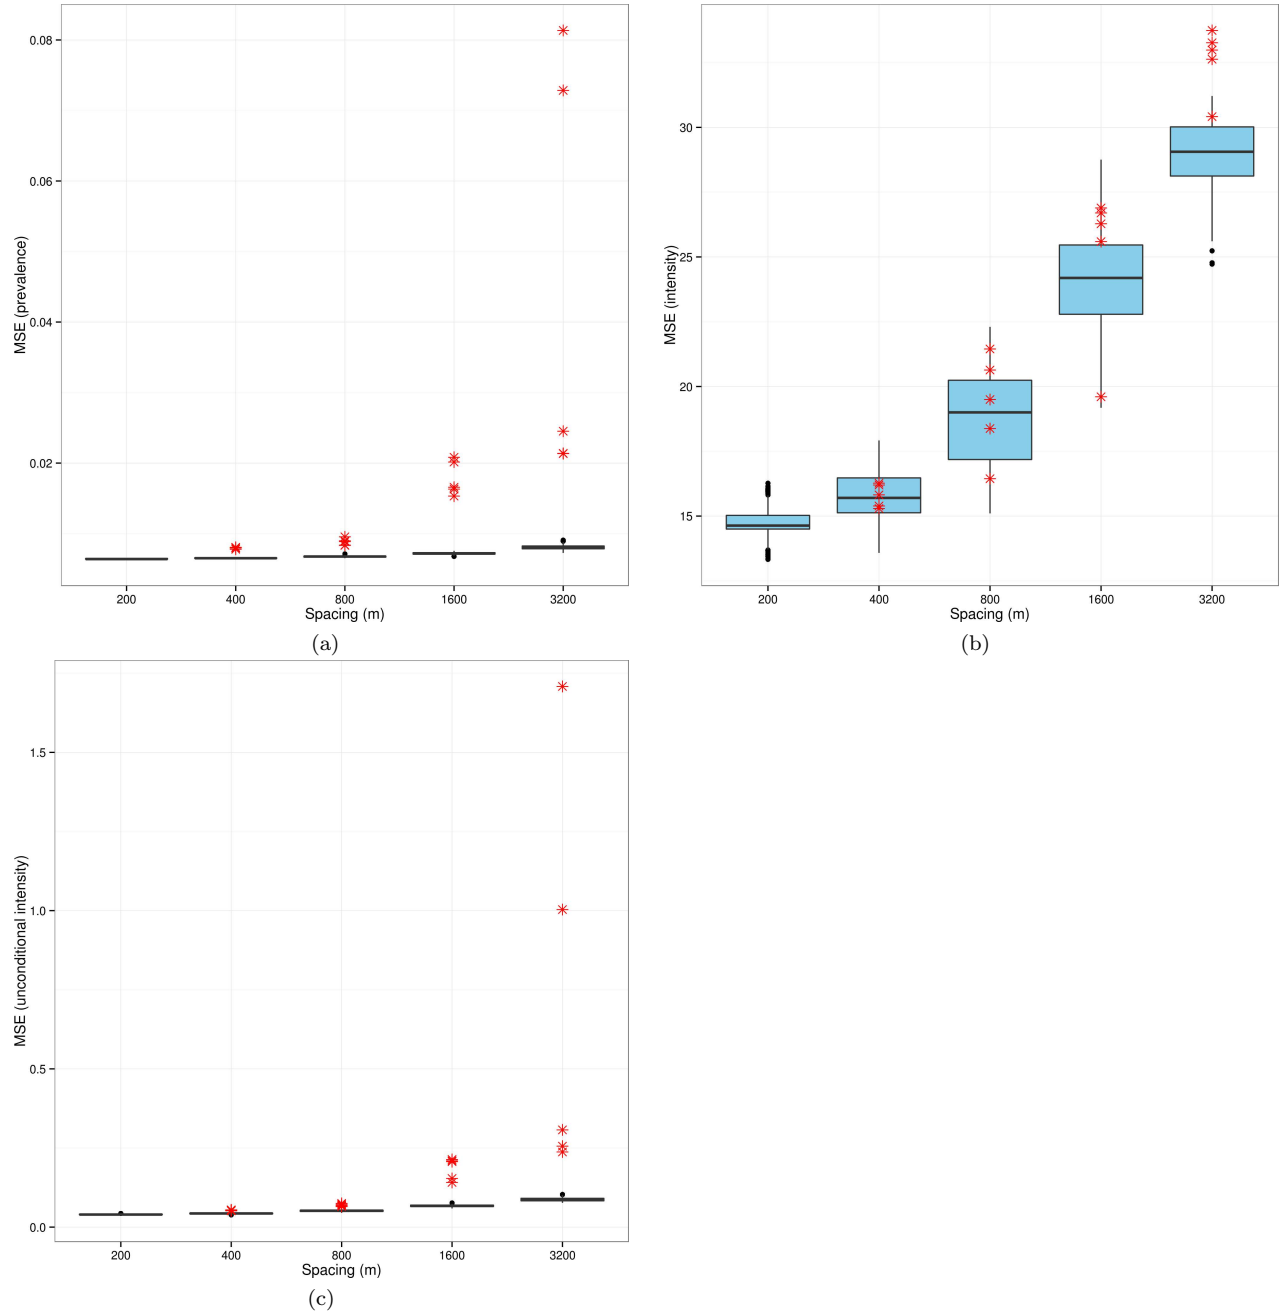 0.08
0.06
0.04
0.02
MSE (prevalence)
200 400 800 1600 3200
Spacing (m)
(a)
30
25
20
15
MSE (intensity)
200 400 800 1600 3200
Spacing (m)
(b)
1.5
1.0
0.5
0.0
MSE (unconditional intensity)
200 400 800 1600 3200
Spacing (m)
(c)